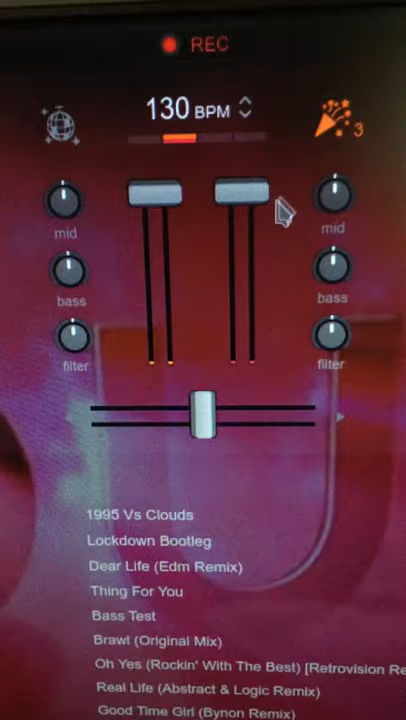 REC
130 BPM
3
mid
mid
bass
bass
filter
filter
1995 Vs Clouds
Lockdown Bootleg
Dear Life (Edm Remix)
Thing For You
Bass Test
Brawl (Original Mix)
Oh Yes (Rockin' With The Best) [Retrovision Re
Real Life (Abstract & Logic Remix)
Good Time Girl (Bynon Remix)